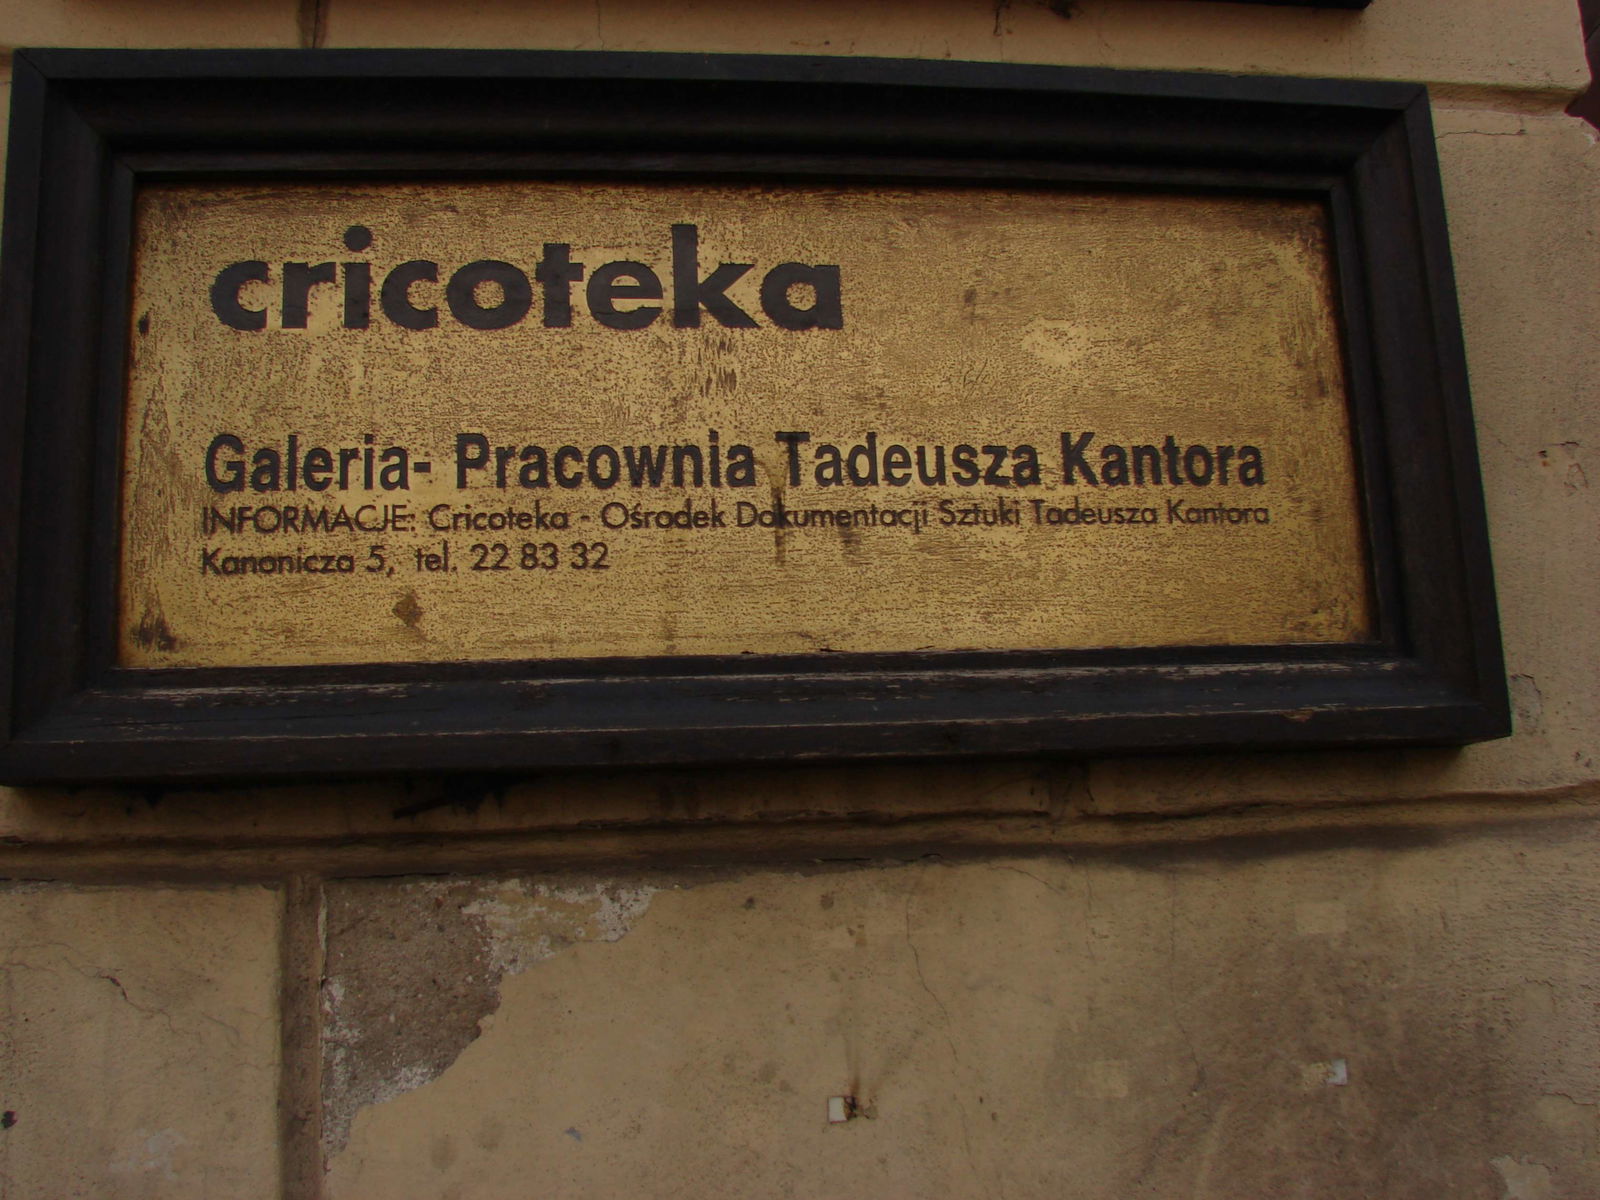 cricoteka
Galeria- Pracownia Tadeusza Kantora
INFORMACJE: Cricoteka - Ośrodek Dokumentacji Sztuki Tadeusza Kantora
Kanonicza 5, tel. 22 83 32